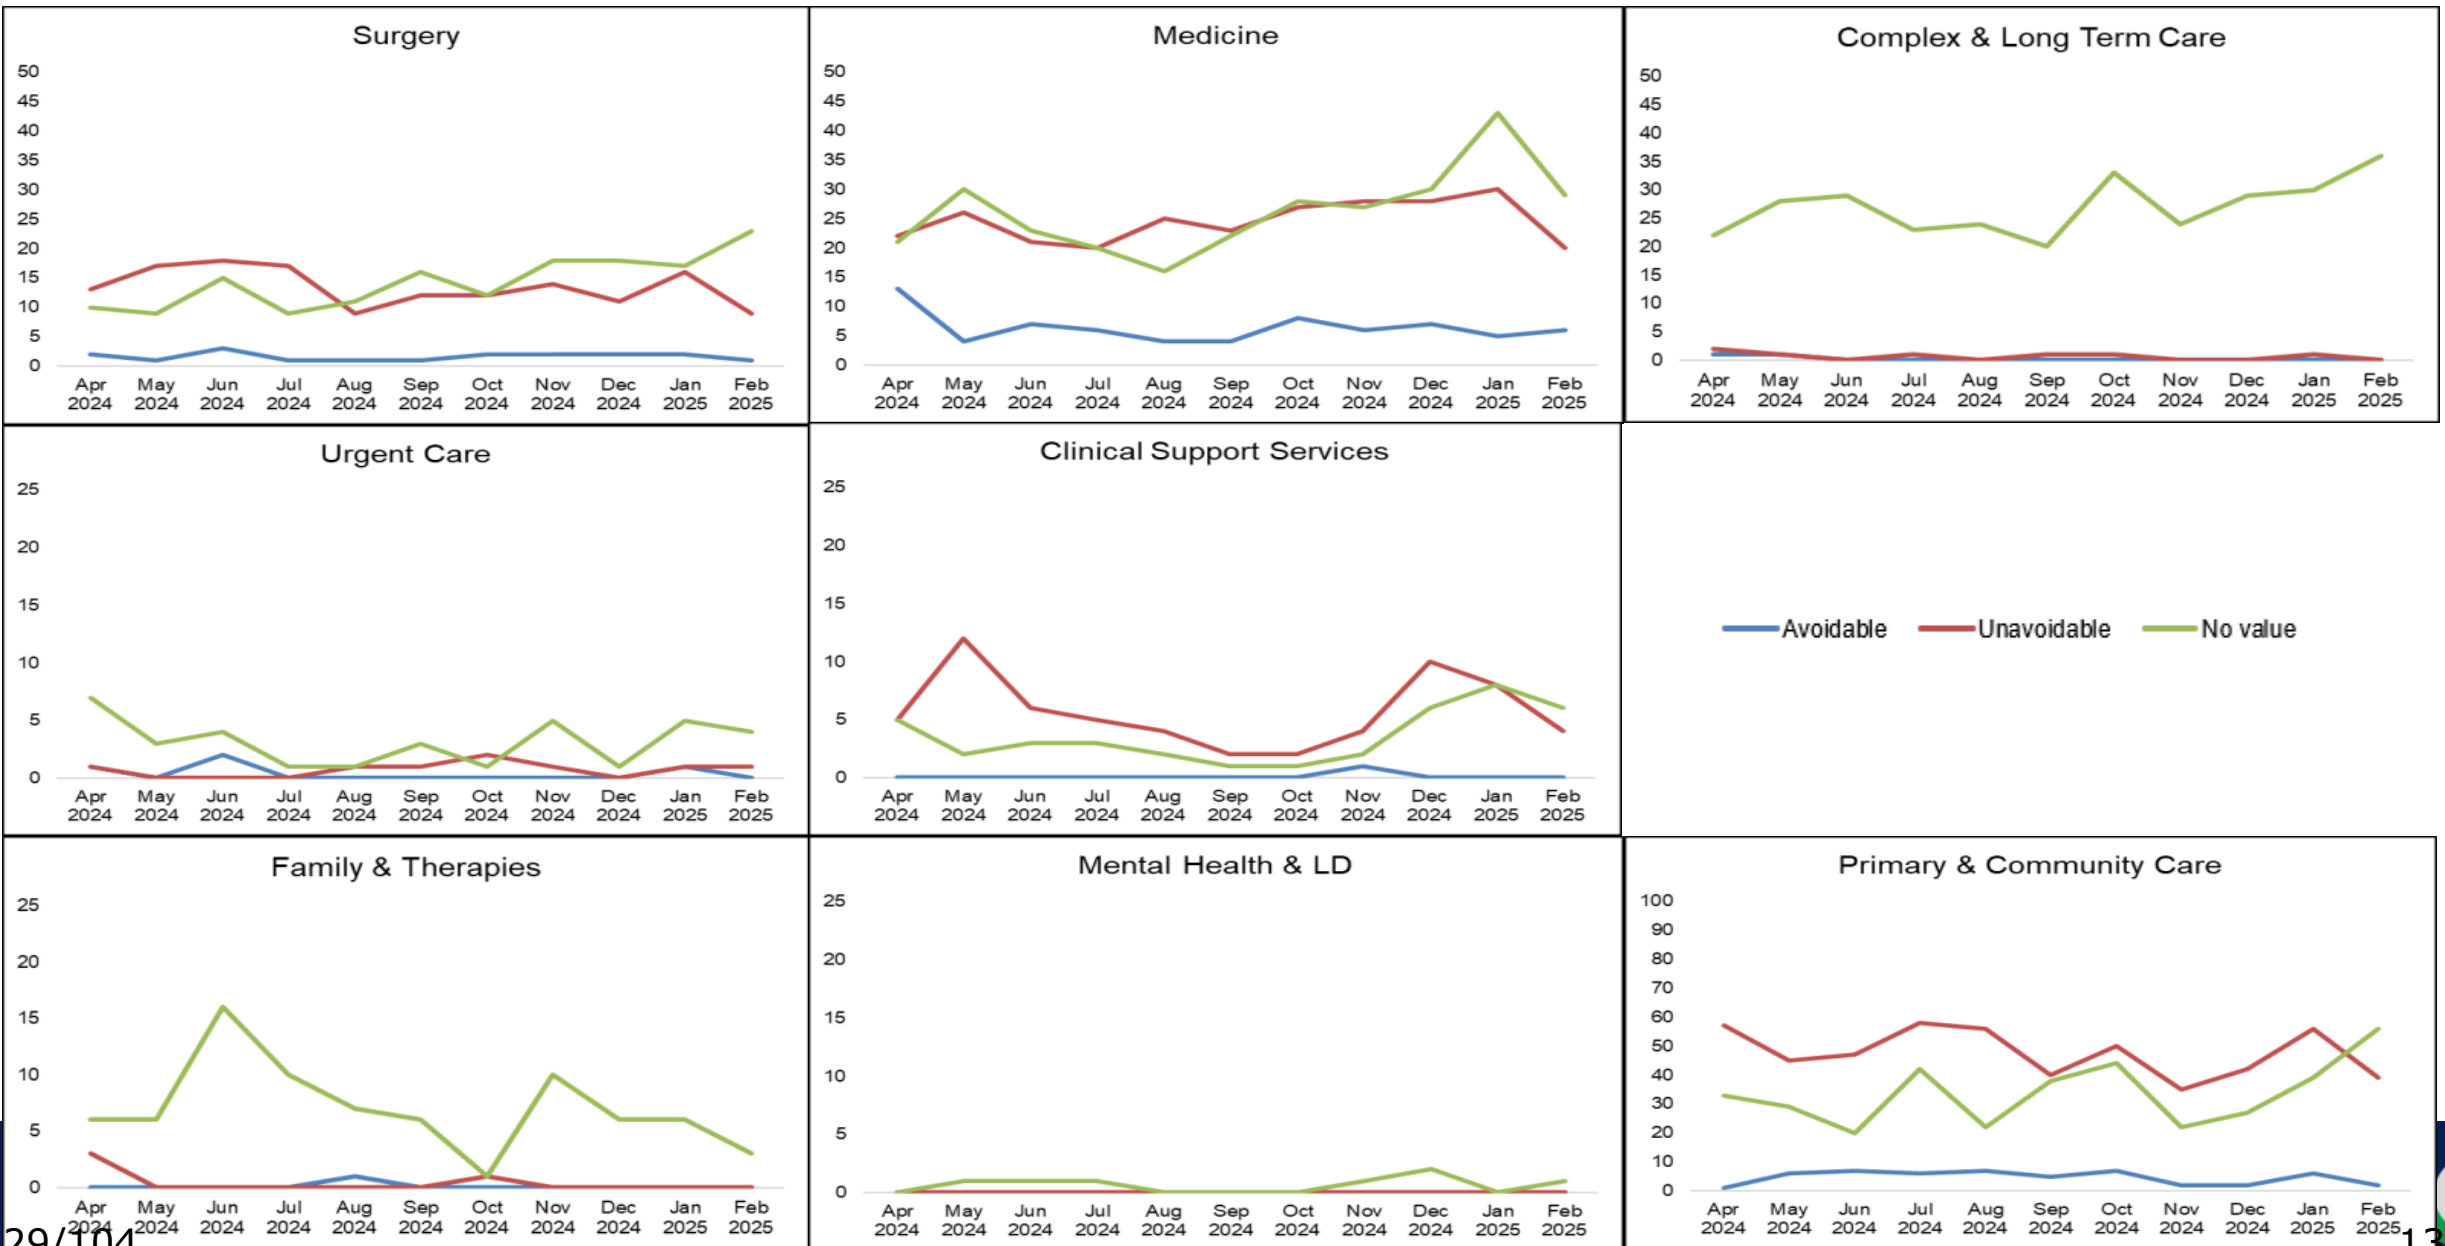 Surgery
50
45
40
35
30
25
20
15
10
5
0
Apr May Jun Jul Aug Sep Oct Nov Dec Jan Feb
2024 2024 2024 2024 2024 2024 2024 2024 2024 2025 2025
Medicine
50
45
40
35
30
25
20
15
10
5
0
Apr May Jun Jul Aug Sep Oct Nov Dec Jan Feb
2024 2024 2024 2024 2024 2024 2024 2024 2024 2025 2025
Complex & Long Term Care
50
45
40
35
30
25
20
15
10
5
0
Apr May Jun Jul Aug Sep Oct Nov Dec Jan Feb
2024 2024 2024 2024 2024 2024 2024 2024 2024 2025 2025
Urgent Care
25
20
15
10
5
0
Apr May Jun Jul Aug Sep Oct Nov Dec Jan Feb
2024 2024 2024 2024 2024 2024 2024 2024 2024 2025 2025
Clinical Support Services
25
20
15
10
5
0
Apr May Jun Jul Aug Sep Oct Nov Dec Jan Feb
2024 2024 2024 2024 2024 2024 2024 2024 2024 2025 2025
Avoidable Unavoidable No value
Family & Therapies
25
20
15
10
5
0
Apr May Jun Jul Aug Sep Oct Nov Dec Jan Feb
2024 2024 2024 2024 2024 2024 2024 2024 2024 2025 2025
Mental Health & LD
25
20
15
10
5
0
Apr May Jun Jul Aug Sep Oct Nov Dec Jan Feb
2024 2024 2024 2024 2024 2024 2024 2024 2024 2025 2025
Primary & Community Care
100
90
80
70
60
50
40
30
20
10
0
Apr May Jun Jul Aug Sep Oct Nov Dec Jan Feb
2024 2024 2024 2024 2024 2024 2024 2024 2024 2025 2025
29/104